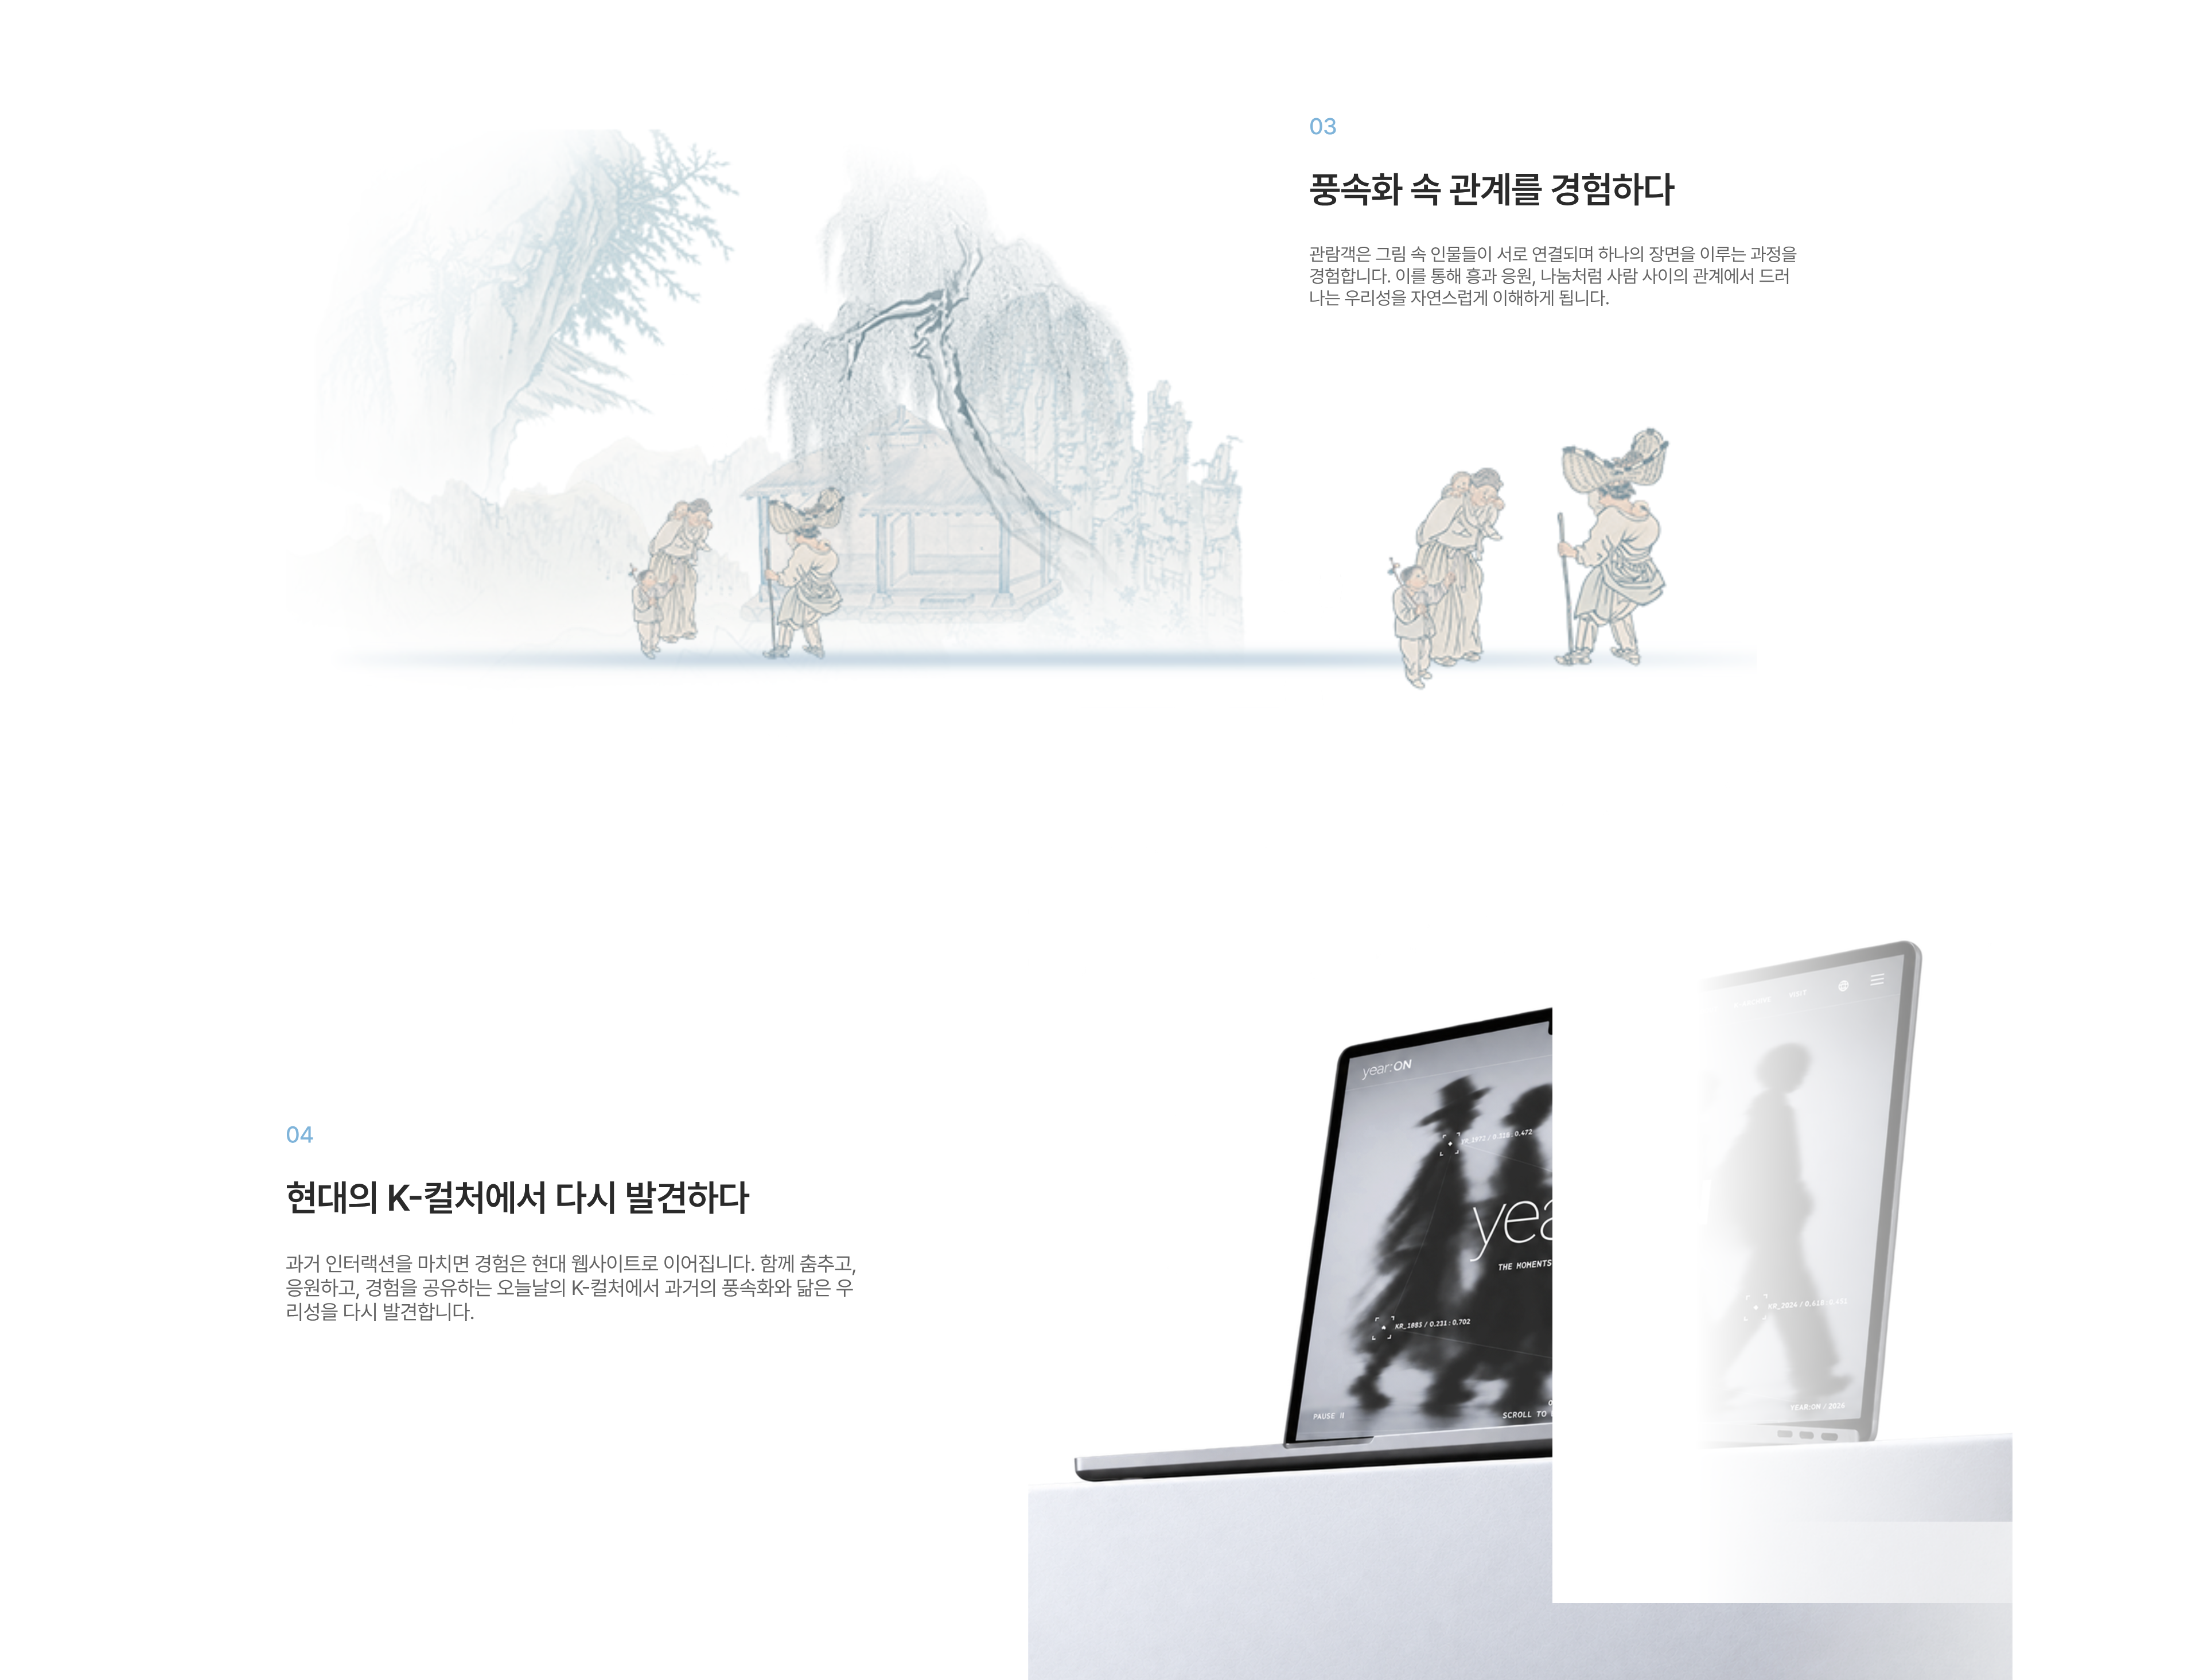 03
풍속화 속 관계를 경험하다
관람객은 그림 속 인물들이 서로 연결되며 하나의 장면을 이루는 과정을
경험합니다. 이를 통해 흥과 응원, 나눔처럼 사람 사이의 관계에서 드러
나는 우리성을 자연스럽게 이해하게 됩니다.
04
현대의 K-컬처에서 다시 발견하다
과거 인터랙션을 마치면 경험은 현대 웹사이트로 이어집니다. 함께 춤추고,
응원하고, 경험을 공유하는 오늘날의 K-컬처에서 과거의 풍속화와 닮은 우
리성을 다시 발견합니다.
year:ON
VISIT
/ 0.318 : 0.472
yea
THE MOMENTS
KR_2024 / 0.618 :
KR_1883 / 0.231 : 0.702
PAUSE II
SCROLL TO
YEAR:ON / 2026